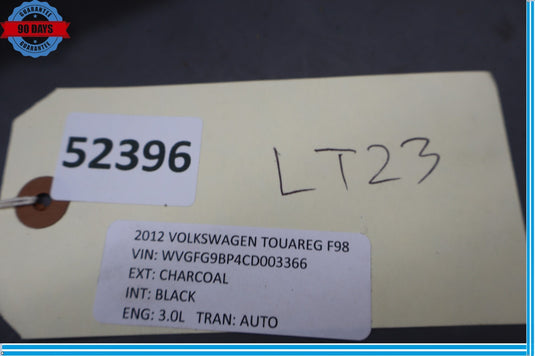 GUARANTEE
90 DAYS
GUARANTEE
52396
LT23
2012 VOLKSWAGEN TOUAREG F98
VIN: WVGFG9BP4CD003366
EXT: CHARCOAL
INT: BLACK
ENG: 3.0L TRAN: AUTO